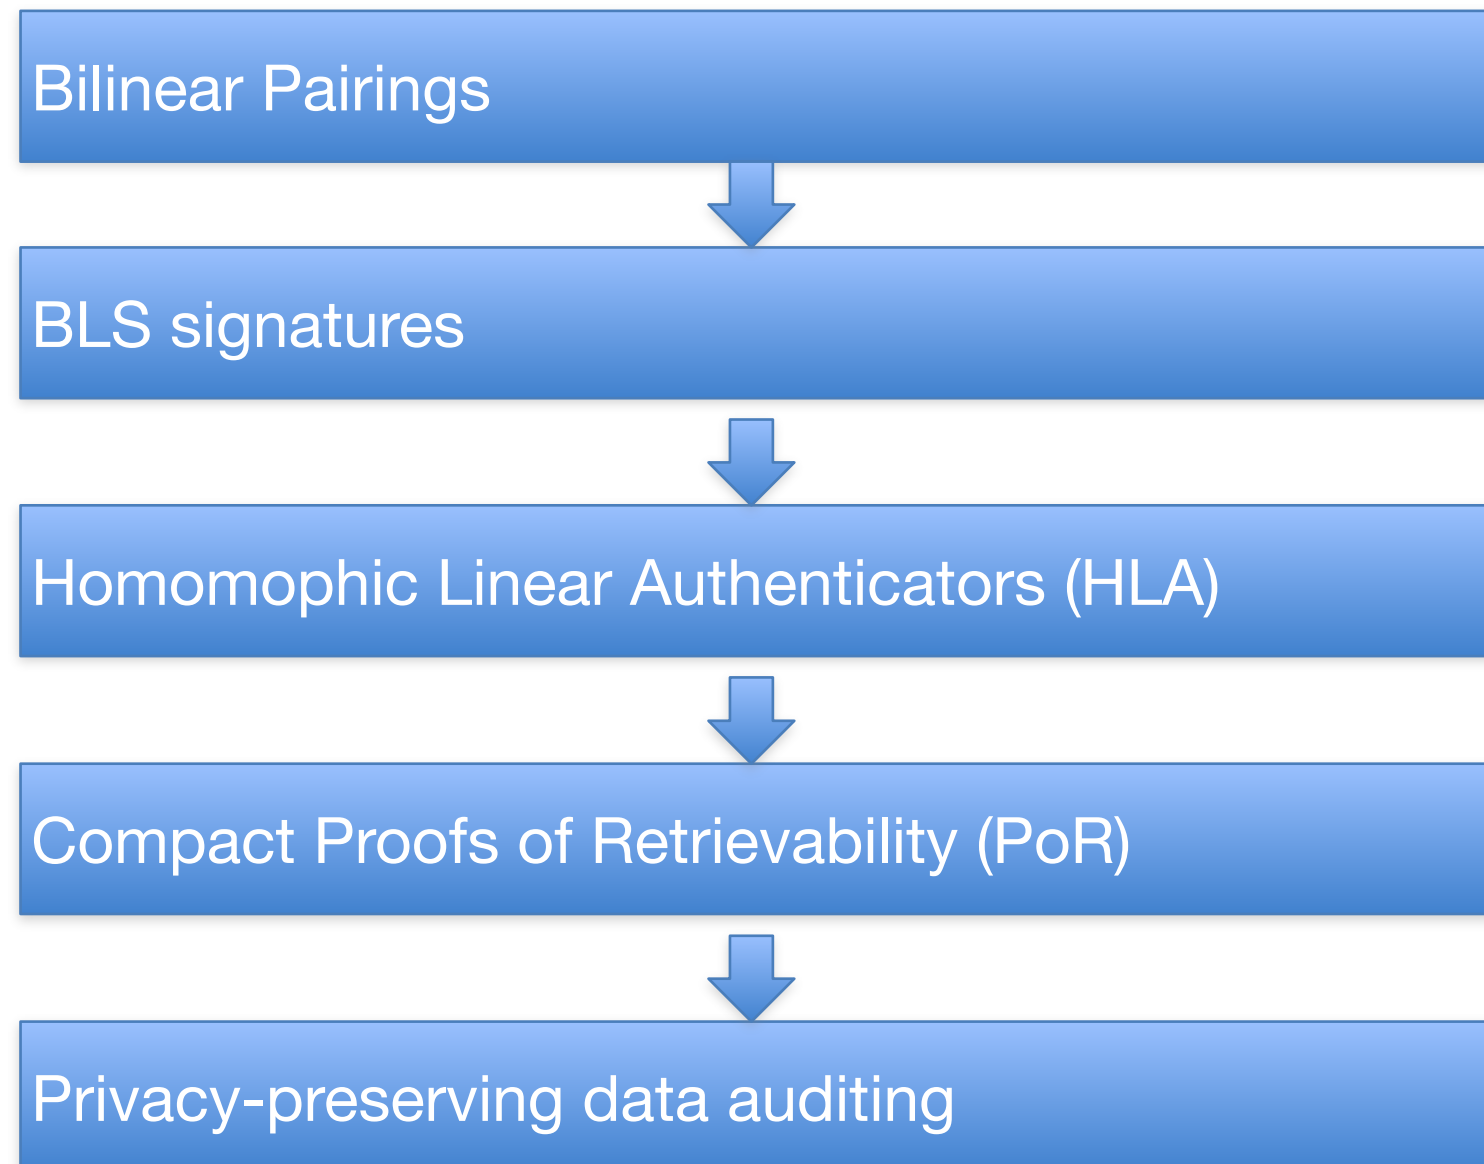 Bilinear Pairings
BLS signatures
Homomophic Linear Authenticators (HLA)
Compact Proofs of Retrievability (PoR)
Privacy-preserving data auditing